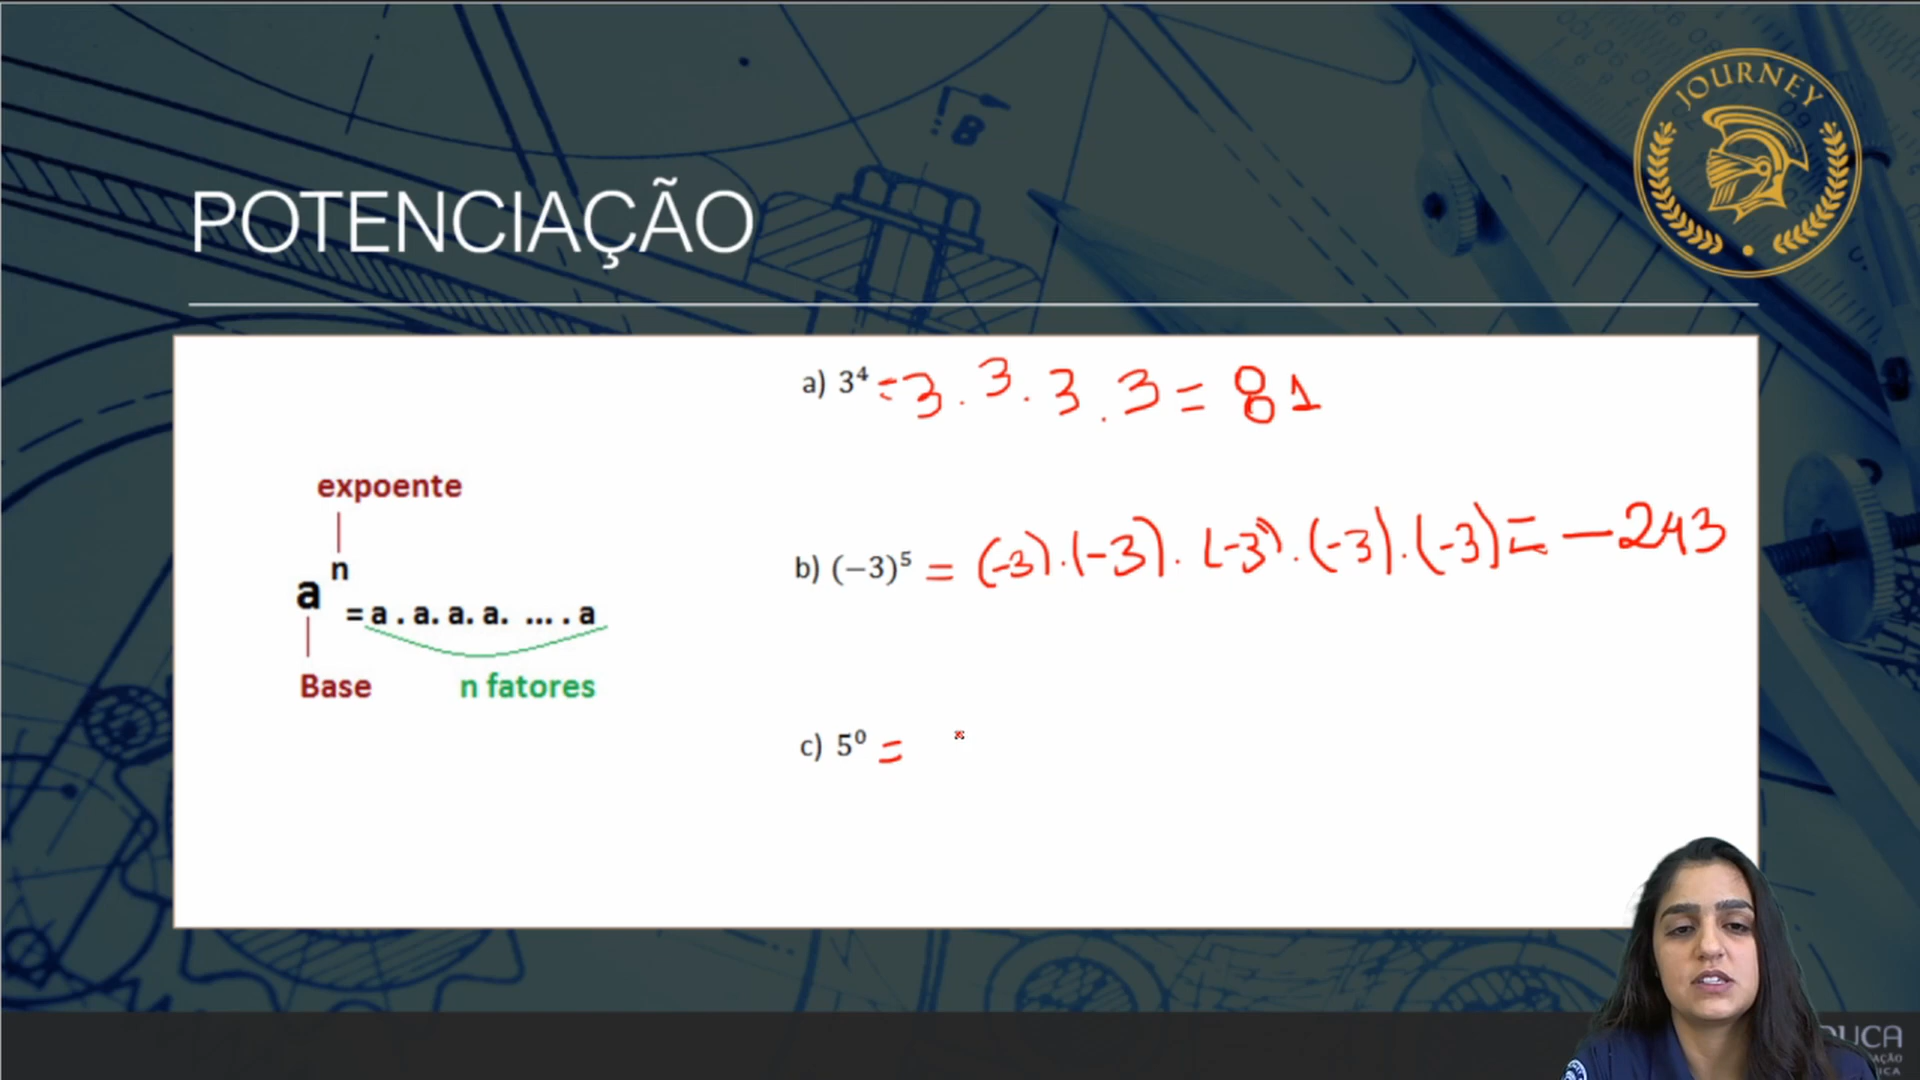 JOURNEY
POTENCIAÇÃO
a) 3⁴ = 3 . 3 . 3 . 3 = 81
expoente
aⁿ = a . a. a. a. ... . a
Base
n fatores
b) (−3)⁵ = (-3).(-3).(-3).(-3).(-3) = -243
c) 5⁰ =